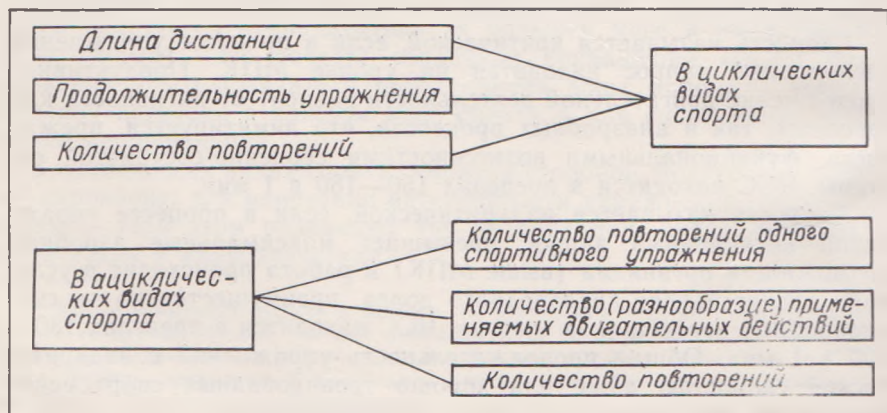 Длина дистанции
Продолжительность упражнения
Количество повторений
В циклических
видах
спорта
В ацикличес-
ких видах
спорта
Количество повторений одного
спортивного упражнения
Количество (разнообразие) приме-
няемых двигательных действий
Количество повторений